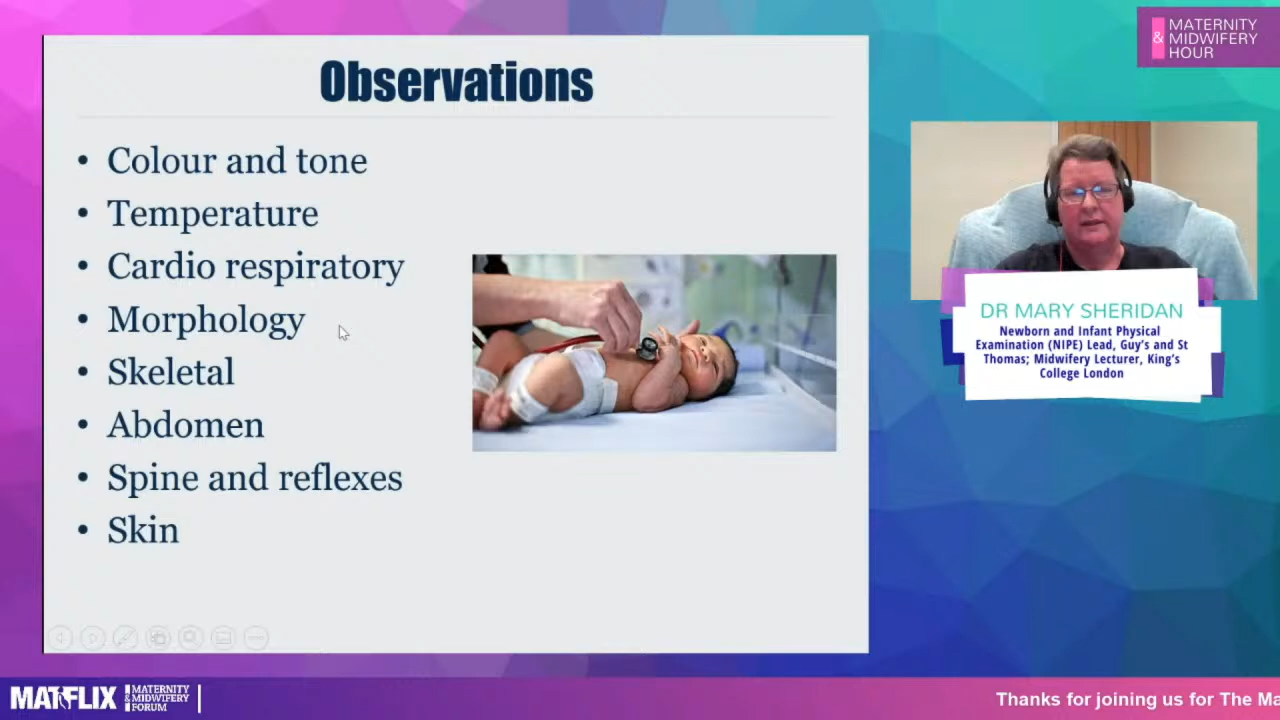 Observations
• Colour and tone
• Temperature
• Cardio respiratory
• Morphology
• Skeletal
• Abdomen
• Spine and reflexes
• Skin
MATERNITY
& MIDWIFERY
HOUR
DR MARY SHERIDAN
Newborn and Infant Physical
Examination (NIPE) Lead, Guy's and St
Thomas; Midwifery Lecturer, King's
College London
MATFLIX
MATERNITY
& MIDWIFERY
FORUM
Thanks for joining us for The Ma